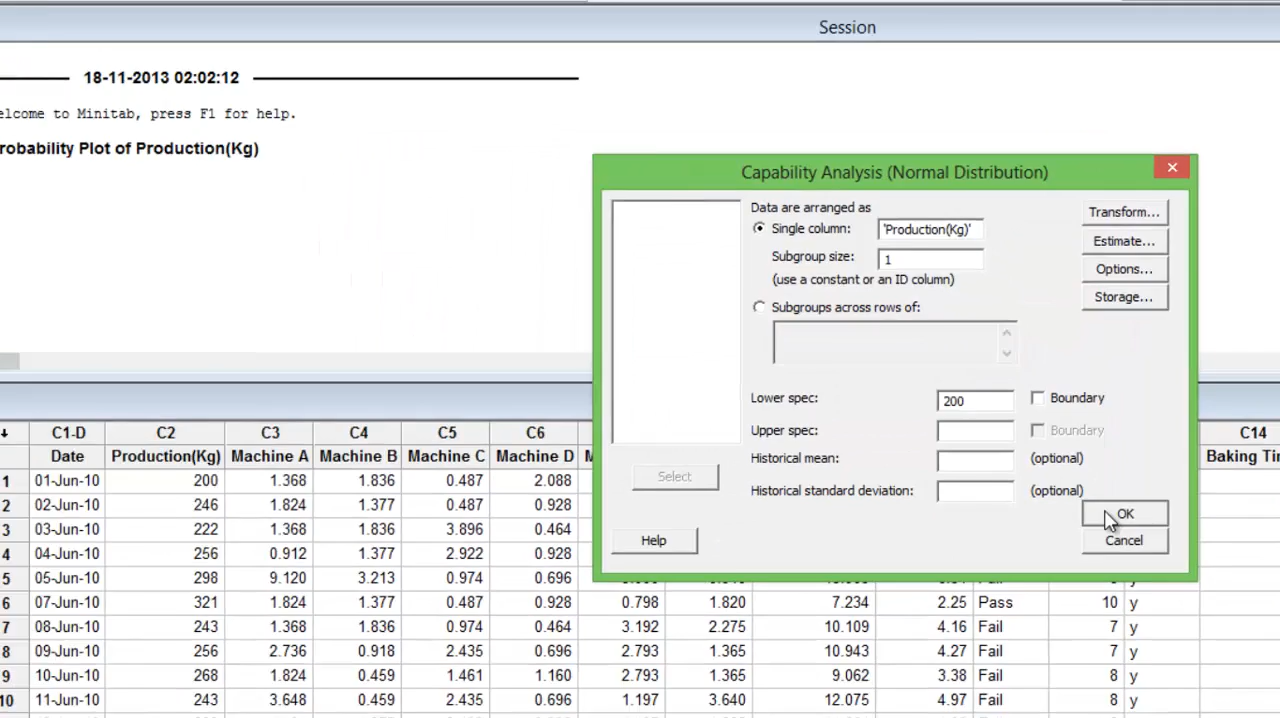 Session
18-11-2013 02:02:12
elcome to Minitab, press F1 for help.
robability Plot of Production(Kg)
Capability Analysis (Normal Distribution)
Data are arranged as
Single column: 'Production(Kg)'
Subgroup size: 1
(use a constant or an ID column)
Subgroups across rows of:
Transform...
Estimate...
Options...
Storage...
Lower spec: 200 Boundary
Upper spec: Boundary
Historical mean: (optional)
Historical standard deviation: (optional)
Select
Help
OK
Cancel
C1-D C2 C3 C4 C5 C6 C14
Date Production(Kg) Machine A Machine B Machine C Machine D Baking Tin
1 01-Jun-10 200 1.368 1.836 0.487 2.088
2 02-Jun-10 246 1.824 1.377 0.487 0.928
3 03-Jun-10 222 1.368 1.836 3.896 0.464
4 04-Jun-10 256 0.912 1.377 2.922 0.928
5 05-Jun-10 298 9.120 3.213 0.974 0.696
6 07-Jun-10 321 1.824 1.377 0.487 0.928 0.798 1.820 7.234 2.25 Pass 10 y
7 08-Jun-10 243 1.368 1.836 0.974 0.464 3.192 2.275 10.109 4.16 Fail 7 y
8 09-Jun-10 256 2.736 0.918 2.435 0.696 2.793 1.365 10.943 4.27 Fail 7 y
9 10-Jun-10 268 1.824 0.459 1.461 1.160 2.793 1.365 9.062 3.38 Fail 8 y
10 11-Jun-10 243 3.648 0.459 2.435 0.696 1.197 3.640 12.075 4.97 Fail 8 y